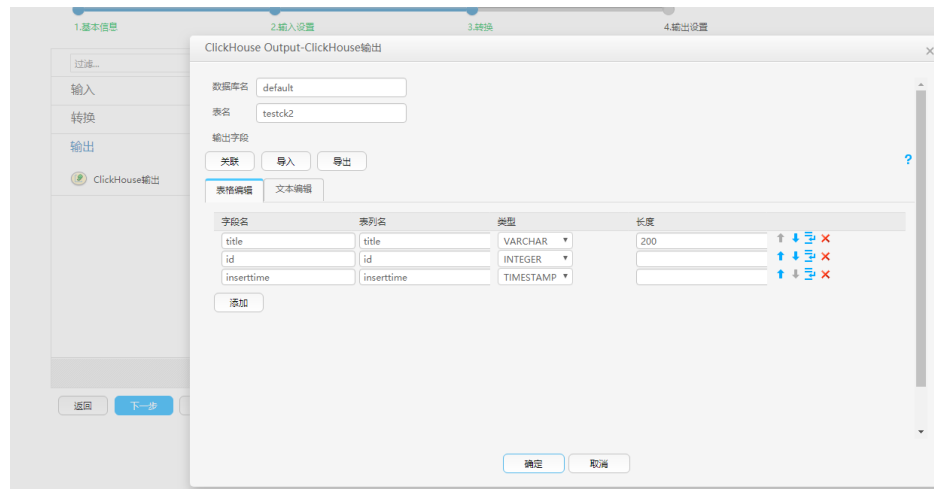 1.基本信息 2.输入设置 3.转换 4.输出设置
ClickHouse Output-ClickHouse输出
过滤...
输入
转换
输出
ClickHouse输出
数据库名 default
表名 testck2
输出字段
关联 导入 导出
表格编辑 文本编辑
字段名 表列名 类型 长度
title title VARCHAR 200
id id INTEGER
inserttime inserttime TIMESTAMP
添加
返回 下一步
确定 取消